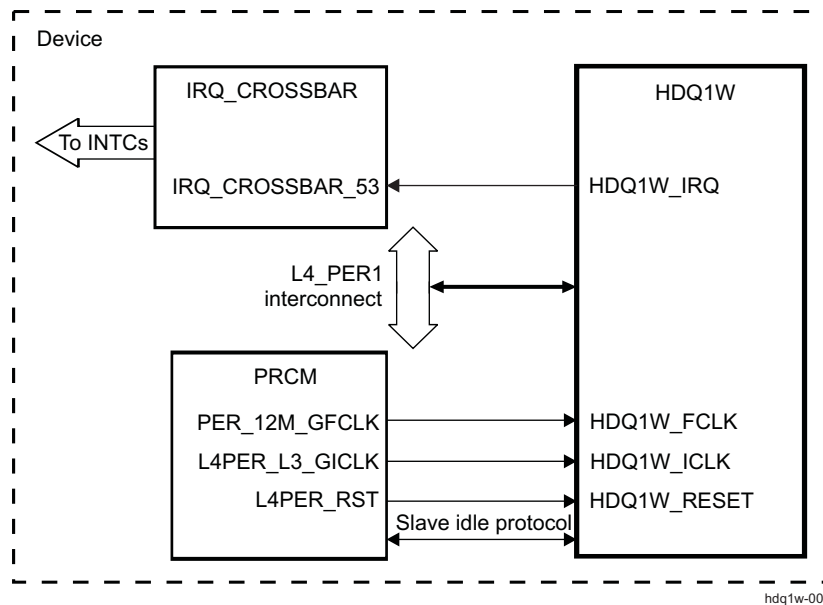 Device
IRQ_CROSSBAR
HDQ1W
To INTCs
IRQ_CROSSBAR_53
HDQ1W_IRQ
L4_PER1
interconnect
PRCM
PER_12M_GFCLK
HDQ1W_FCLK
L4PER_L3_GICLK
HDQ1W_ICLK
L4PER_RST
HDQ1W_RESET
Slave idle protocol
hdq1w-00